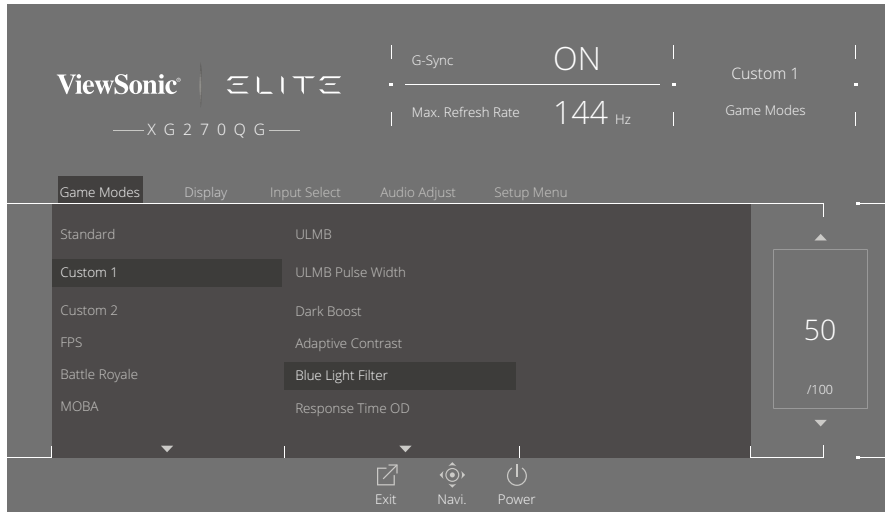 ViewSonic® ELITE
XG270QG
G-Sync ON
Max. Refresh Rate 144 Hz
Custom 1
Game Modes
Game Modes Display Input Select Audio Adjust Setup Menu
Standard
Custom 1
Custom 2
FPS
Battle Royale
MOBA
ULMB
ULMB Pulse Width
Dark Boost
Adaptive Contrast
Blue Light Filter
Response Time OD
50
/100
Exit Navi. Power